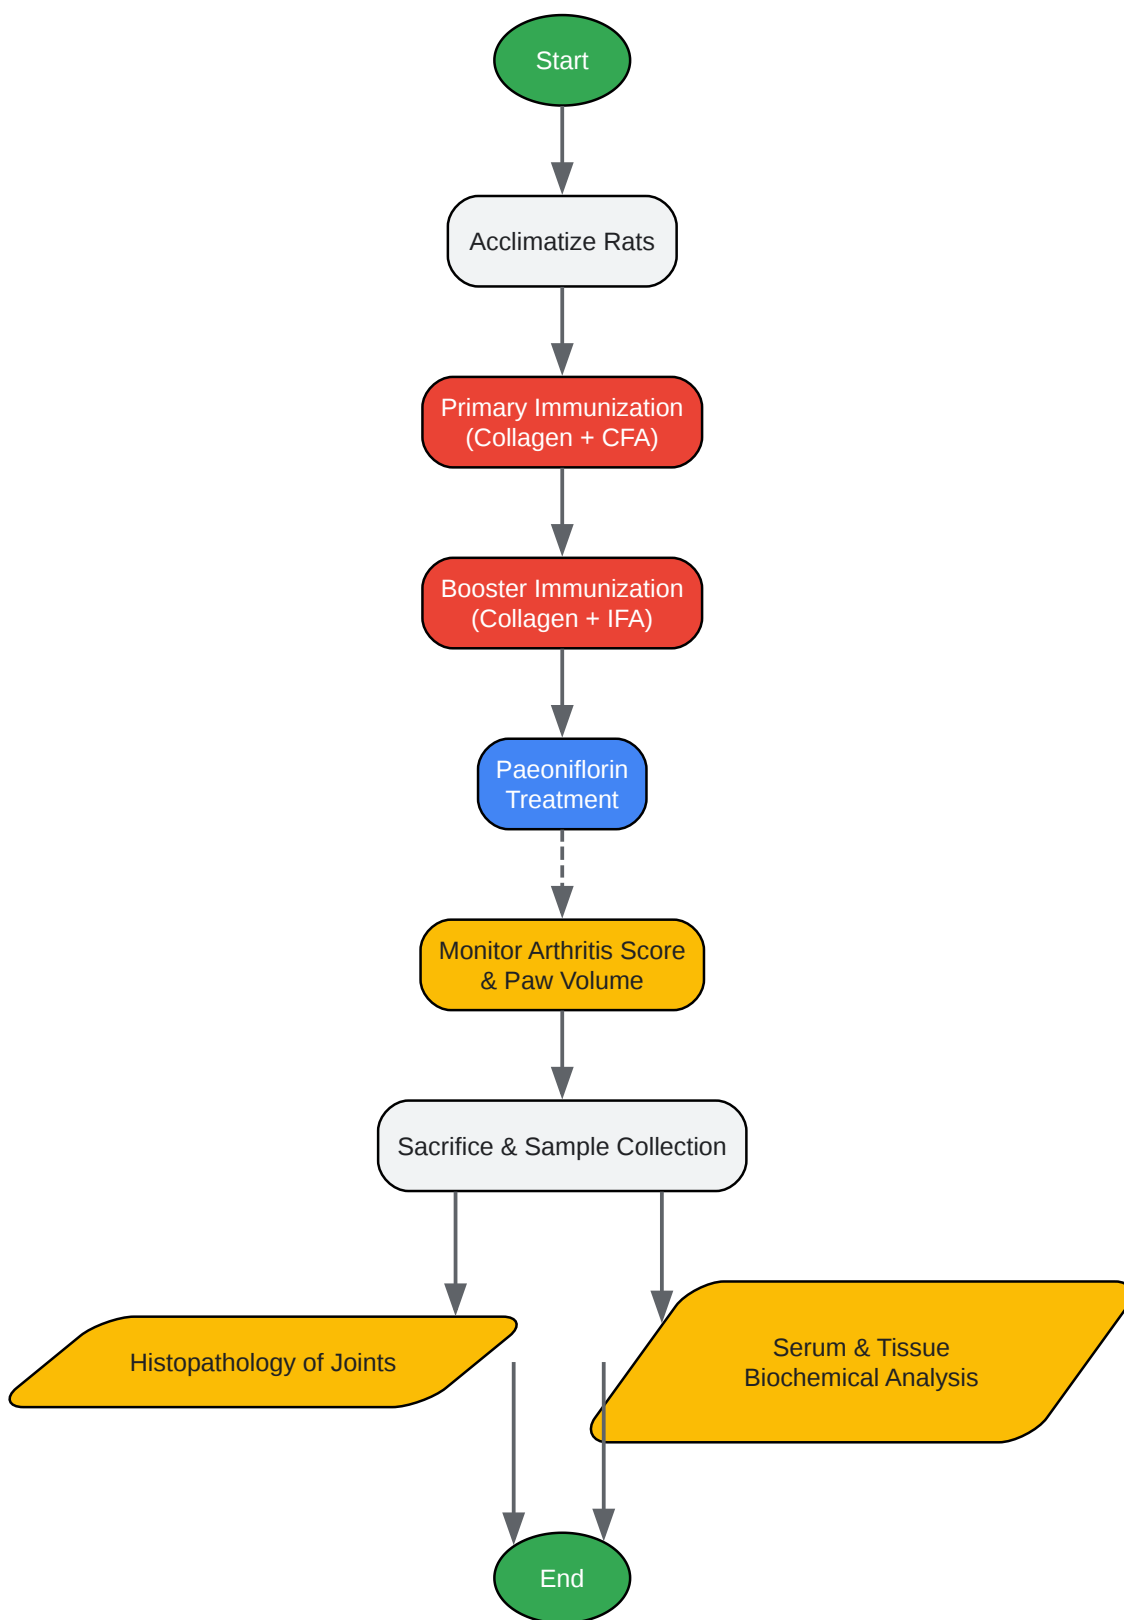 Start
Acclimatize Rats
Primary Immunization
(Collagen + CFA)
Booster Immunization
(Collagen + IFA)
Paeoniflorin
Treatment
Monitor Arthritis Score
& Paw Volume
Sacrifice & Sample Collection
Histopathology of Joints
Serum & Tissue
Biochemical Analysis
End